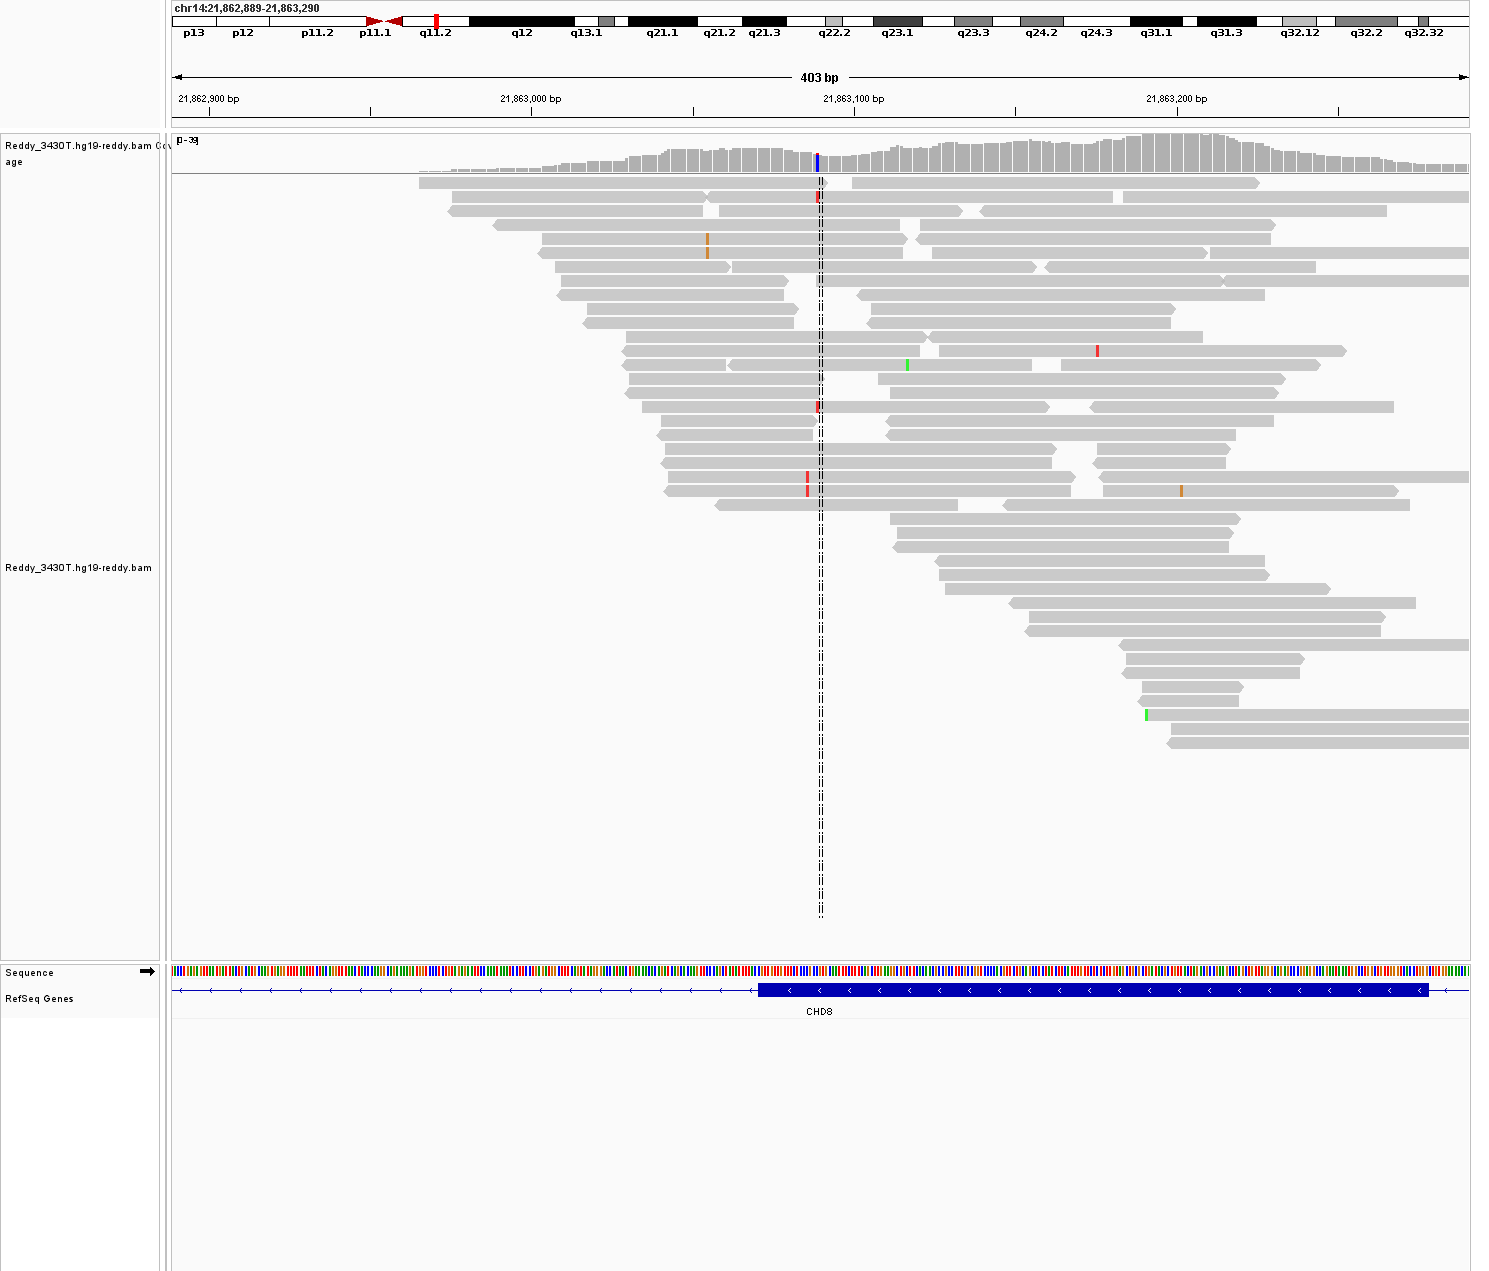 chr14:21,862,889-21,863,290
p13 p12 p11.2 p11.1 q11.2 q12 q13.1 q21.1 q21.2 q21.3 q22.2 q23.1 q23.3 q24.2 q24.3 q31.1 q31.3 q32.12 q32.2 q32.32
403 bp
21,862,900 bp 21,863,000 bp 21,863,100 bp 21,863,200 bp
[0-39]
Reddy_3430T.hg19-reddy.bam Cov
age
Reddy_3430T.hg19-reddy.bam
Sequence
RefSeq Genes
CHD8